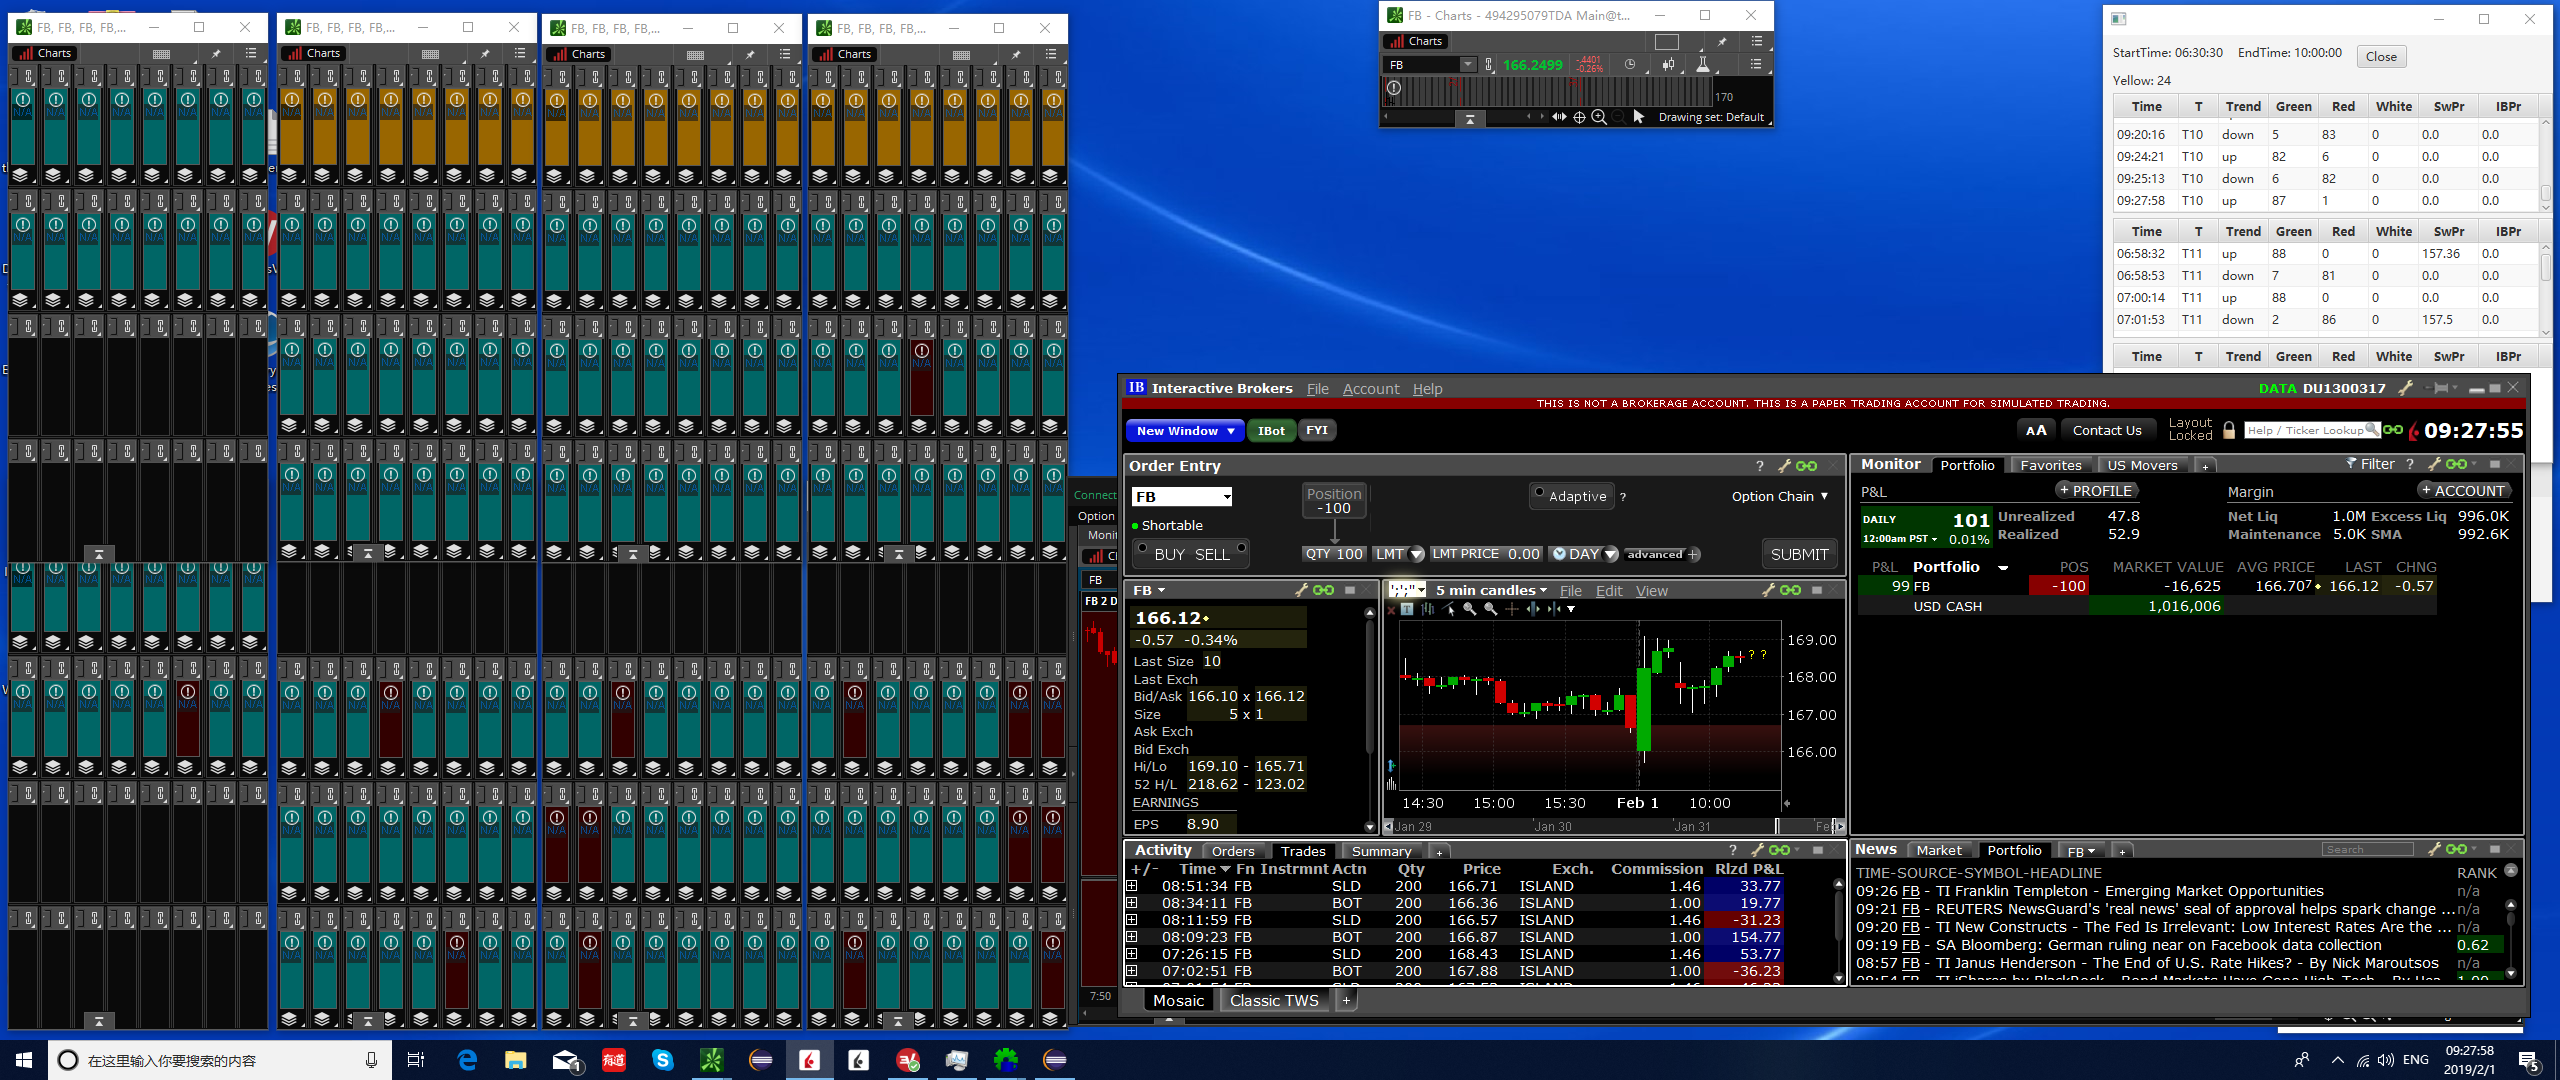 FB, FB, FB, FB,...
Charts
FB, FB, FB, FB,...
Charts
FB, FB, FB, FB,...
Charts
FB, FB, FB, FB,...
Charts
FB - Charts - 494295079TDA Main@t...
Charts
FB 166.2499 -.4401 -0.26%
170
Drawing set: Default
StartTime: 06:30:30 EndTime: 10:00:00 Close
Yellow: 24
Time T Trend Green Red White SwPr IBPr
09:20:16 T10 down 5 83 0 0.0 0.0
09:24:21 T10 up 82 6 0 0.0 0.0
09:25:13 T10 down 6 82 0 0.0 0.0
09:27:58 T10 up 87 1 0 0.0 0.0
Time T Trend Green Red White SwPr IBPr
06:58:32 T11 up 88 0 0 157.36 0.0
06:58:53 T11 down 7 81 0 0.0 0.0
07:00:14 T11 up 88 0 0 0.0 0.0
07:01:53 T11 down 2 86 0 157.5 0.0
Time T Trend Green Red White SwPr IBPr
IB Interactive Brokers File Account Help DATA DU1300317
THIS IS NOT A BROKERAGE ACCOUNT. THIS IS A PAPER TRADING ACCOUNT FOR SIMULATED TRADING.
New Window IBot FYI AA Contact Us Layout Locked Help / Ticker Lookup 09:27:55
Order Entry ?
FB Position -100 Adaptive ? Option Chain
Shortable
BUY SELL QTY 100 LMT LMT PRICE 0.00 DAY advanced + SUBMIT
Monitor Portfolio Favorites US Movers + Filter ?
P&L + PROFILE Margin + ACCOUNT
DAILY 101 Unrealized 47.8 Net Liq 1.0M Excess Liq 996.0K
12:00am PST 0.01% Realized 52.9 Maintenance 5.0K SMA 992.6K
P&L Portfolio POS MARKET VALUE AVG PRICE LAST CHNG
99 FB -100 -16,625 166.707 166.12 -0.57
USD CASH 1,016,006
FB
166.12
-0.57 -0.34%
Last Size 10
Last Exch
Bid/Ask 166.10 x 166.12
Size 5 x 1
Ask Exch
Bid Exch
Hi/Lo 169.10 - 165.71
52 H/L 218.62 - 123.02
EARNINGS
EPS 8.90
5 min candles File Edit View
169.00
168.00
167.00
166.00
? ?
14:30 15:00 15:30 Feb 1 10:00
Jan 29 Jan 30 Jan 31
Activity Orders Trades Summary + ?
+/- Time Fn Instrmnt Actn Qty Price Exch. Commission Rlzd P&L
08:51:34 FB SLD 200 166.71 ISLAND 1.46 33.77
08:34:11 FB BOT 200 166.36 ISLAND 1.00 19.77
08:11:59 FB SLD 200 166.57 ISLAND 1.46 -31.23
08:09:23 FB BOT 200 166.87 ISLAND 1.00 154.77
07:26:15 FB SLD 200 168.43 ISLAND 1.46 53.77
07:02:51 FB BOT 200 167.88 ISLAND 1.00 -36.23
News Market Portfolio FB + Search
TIME-SOURCE-SYMBOL-HEADLINE RANK
09:26 FB - TI Franklin Templeton - Emerging Market Opportunities n/a
09:21 FB - REUTERS NewsGuard's 'real news' seal of approval helps spark change ... n/a
09:20 FB - TI New Constructs - The Fed Is Irrelevant: Low Interest Rates Are the ... n/a
09:19 FB - SA Bloomberg: German ruling near on Facebook data collection 0.62
08:57 FB - TI Janus Henderson - The End of U.S. Rate Hikes? - By Nick Maroutsos n/a
Mosaic Classic TWS +
Connect
Option
Monit
FB
FB 2 D
7:50
在这里输入你要搜索的内容
有道
ENG
09:27:58
2019/2/1